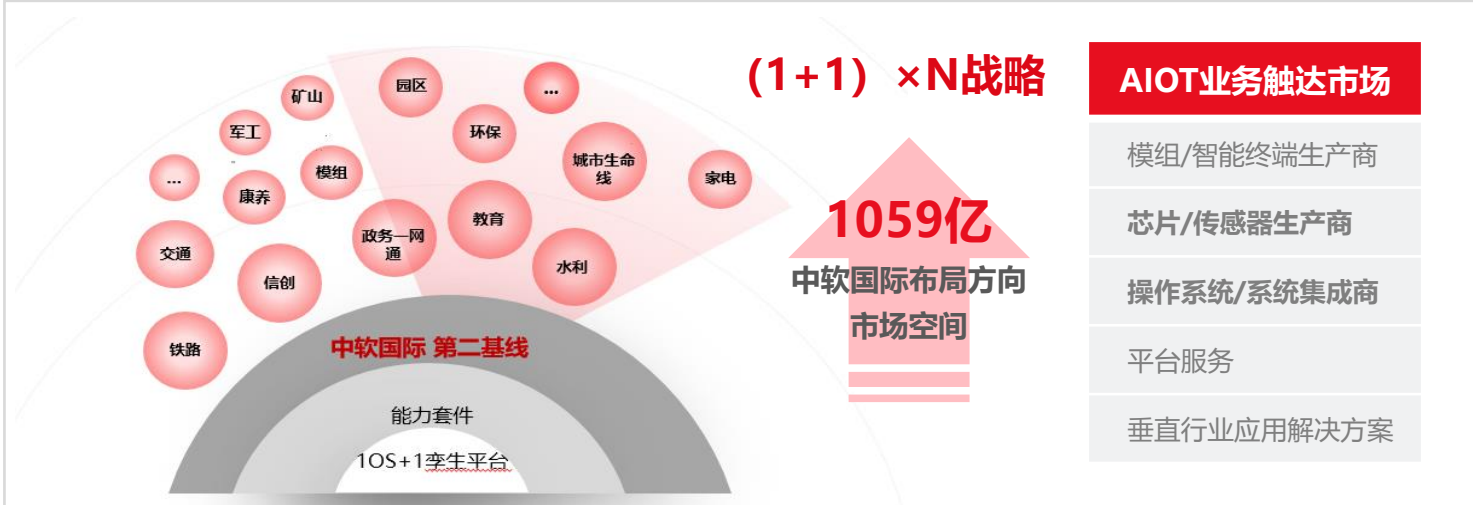 矿山
园区
...
军工
环保
...
模组
城市生命
线
家电
康养
政务一网
通
教育
交通
信创
水利
铁路
中软国际 第二基线
能力套件
1OS+1孪生平台
(1+1) ×N战略
1059亿
中软国际布局方向
市场空间
AIOT业务触达市场
模组/智能终端生产商
芯片/传感器生产商
操作系统/系统集成商
平台服务
垂直行业应用解决方案